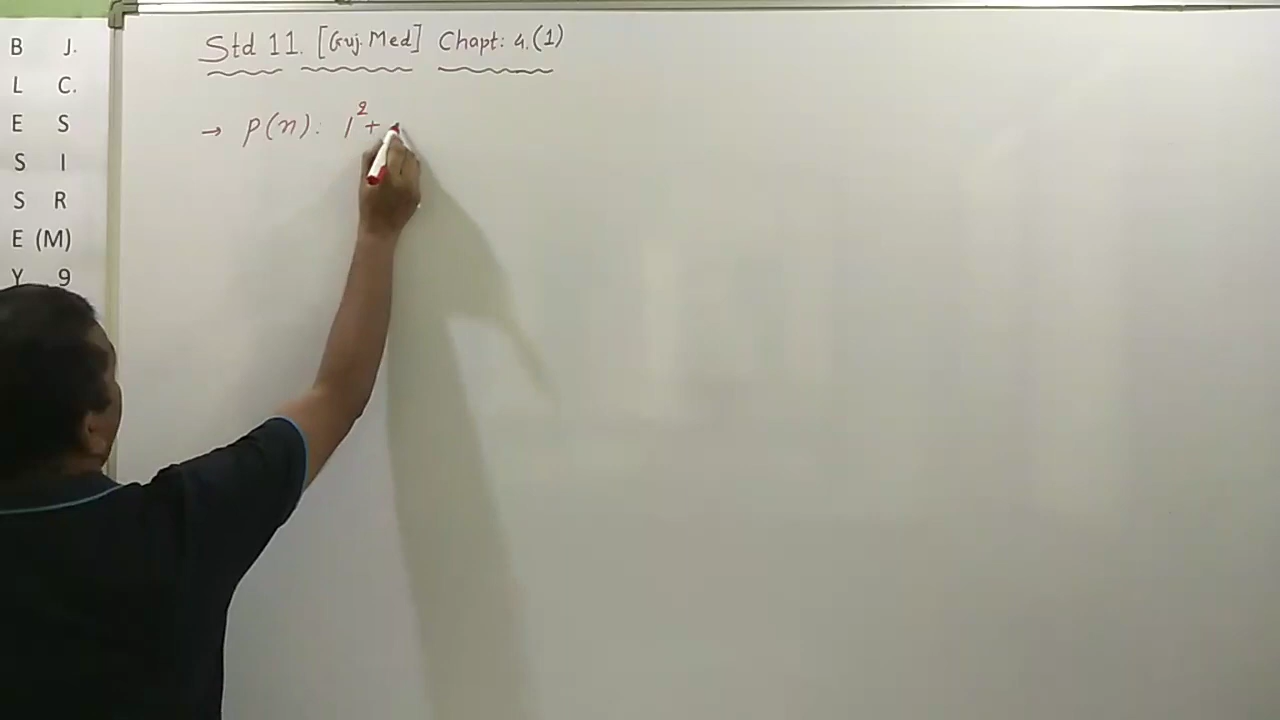 Std 11. [Guj. Med] Chapt: 4.(1)
→ P(n): 1²+
B J.
L C.
E S
S I
S R
E (M)
Y 9